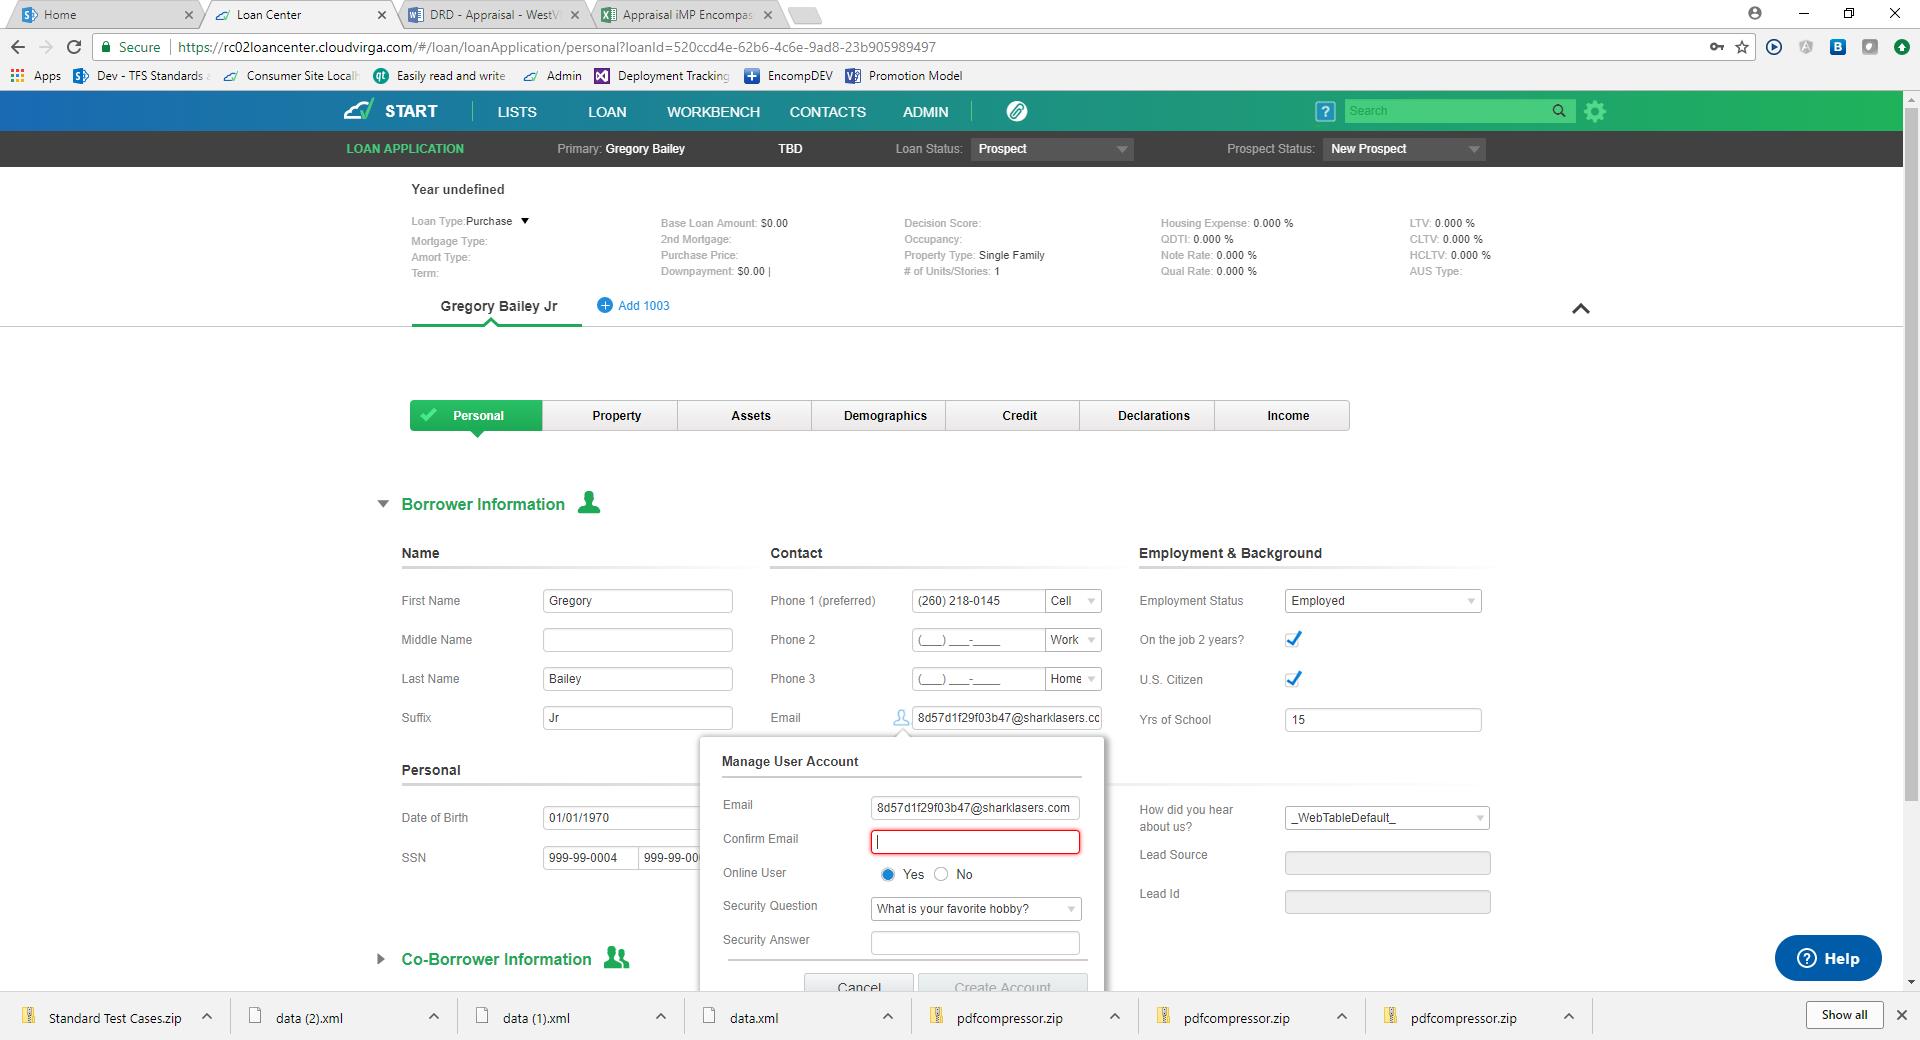 Home
Loan Center
DRD - Appraisal - WestV
Appraisal iMP Encompas
Secure
https://rc02loancenter.cloudvirga.com/#/loan/loanApplication/personal?loanId=520ccd4e-62b6-4c6e-9ad8-23b905989497
Apps
Dev - TFS Standards
Consumer Site Local
Easily read and write
Admin
Deployment Tracking
EncompDEV
Promotion Model
START
LISTS
LOAN
WORKBENCH
CONTACTS
ADMIN
?
Search
LOAN APPLICATION
Primary: Gregory Bailey
TBD
Loan Status: Prospect
Prospect Status: New Prospect
Year undefined
Loan Type:Purchase
Mortgage Type:
Amort Type:
Term:
Base Loan Amount: $0.00
2nd Mortgage:
Purchase Price:
Downpayment: $0.00 |
Decision Score:
Occupancy:
Property Type: Single Family
# of Units/Stories: 1
Housing Expense: 0.000 %
QDTI: 0.000 %
Note Rate: 0.000 %
Qual Rate: 0.000 %
LTV: 0.000 %
CLTV: 0.000 %
HCLTV: 0.000 %
AUS Type:
Gregory Bailey Jr
Add 1003
Personal
Property
Assets
Demographics
Credit
Declarations
Income
Borrower Information
Name
First Name Gregory
Middle Name
Last Name Bailey
Suffix Jr
Contact
Phone 1 (preferred) (260) 218-0145 Cell
Phone 2 (___) ___-____ Work
Phone 3 (___) ___-____ Home
Email 8d57d1f29f03b47@sharklasers.co
Employment & Background
Employment Status Employed
On the job 2 years?
U.S. Citizen
Yrs of School 15
Personal
Date of Birth 01/01/1970
SSN 999-99-0004 999-99-00
Manage User Account
Email 8d57d1f29f03b47@sharklasers.com
Confirm Email
Online User Yes No
Security Question What is your favorite hobby?
Security Answer
Cancel
Create Account
How did you hear
about us?
_WebTableDefault_
Lead Source
Lead Id
Co-Borrower Information
Help
Standard Test Cases.zip
data (2).xml
data (1).xml
data.xml
pdfcompressor.zip
pdfcompressor.zip
pdfcompressor.zip
Show all